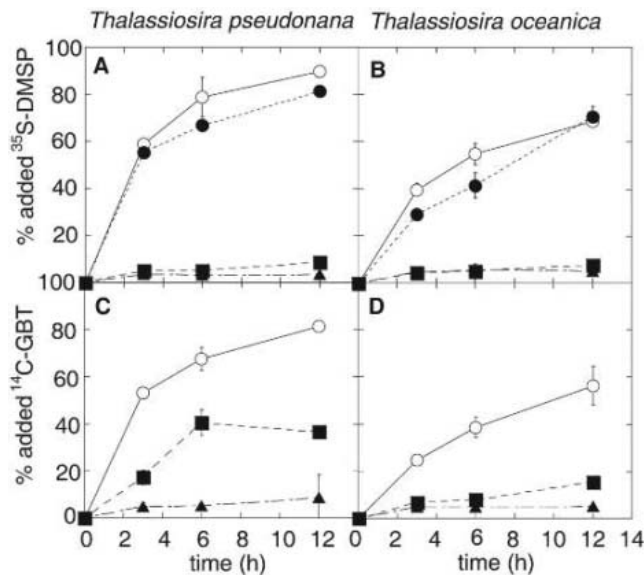 Thalassiosira pseudonana Thalassiosira oceanica
100
A
B
80
60
40
20
% added ³⁵S-DMSP
100
C
D
80
60
40
20
0
% added ¹⁴C-GBT
0 2 4 6 8 10 12 0 2 4 6 8 10 12 14
time (h) time (h)